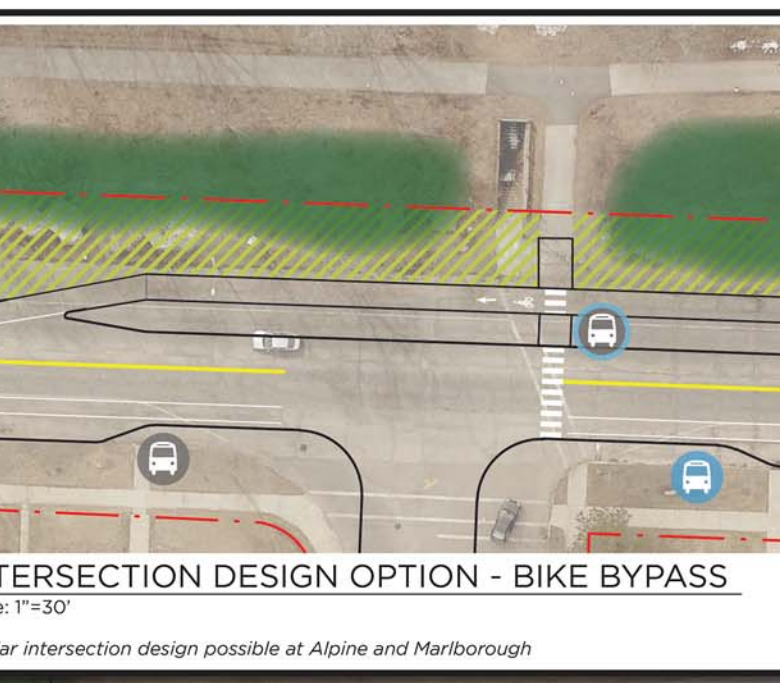 TERSECTION DESIGN OPTION - BIKE BYPASS
e: 1"=30'
ar intersection design possible at Alpine and Marlborough